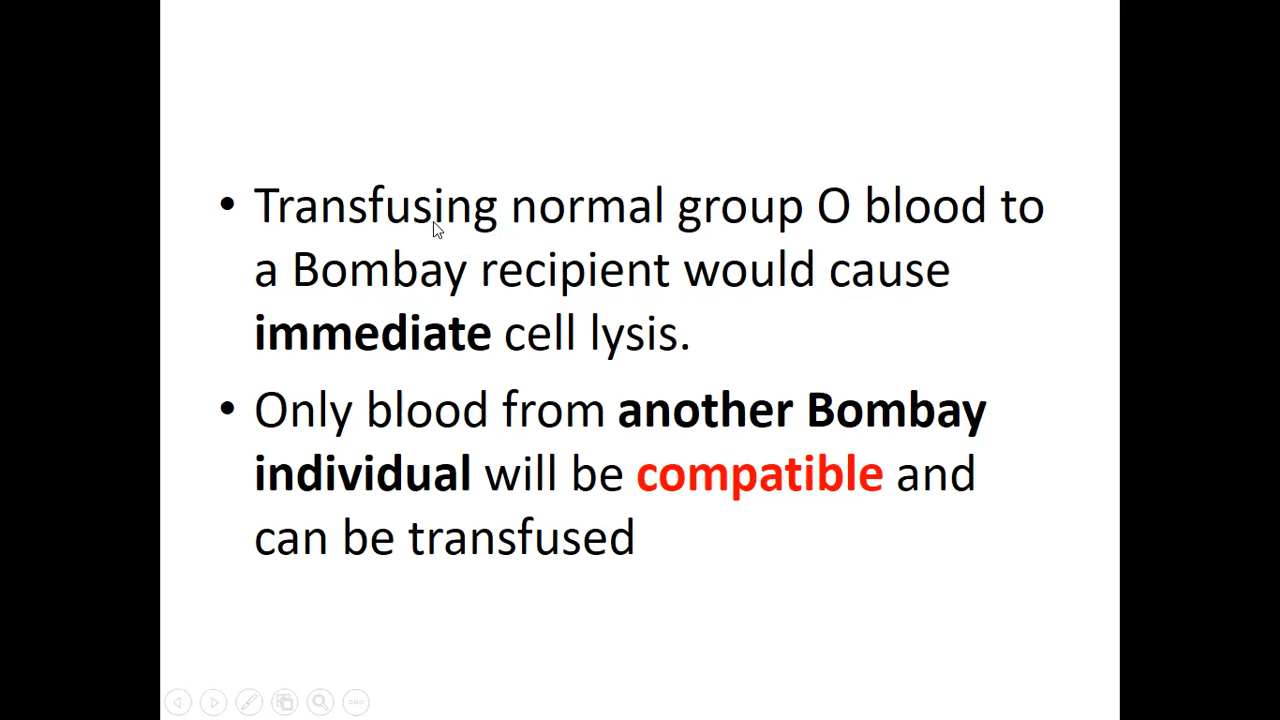 • Transfusing normal group O blood to
a Bombay recipient would cause
immediate cell lysis.
• Only blood from another Bombay
individual will be compatible and
can be transfused